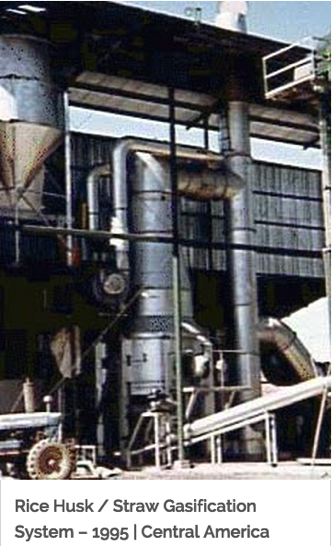 Rice Husk / Straw Gasification
System – 1995 | Central America